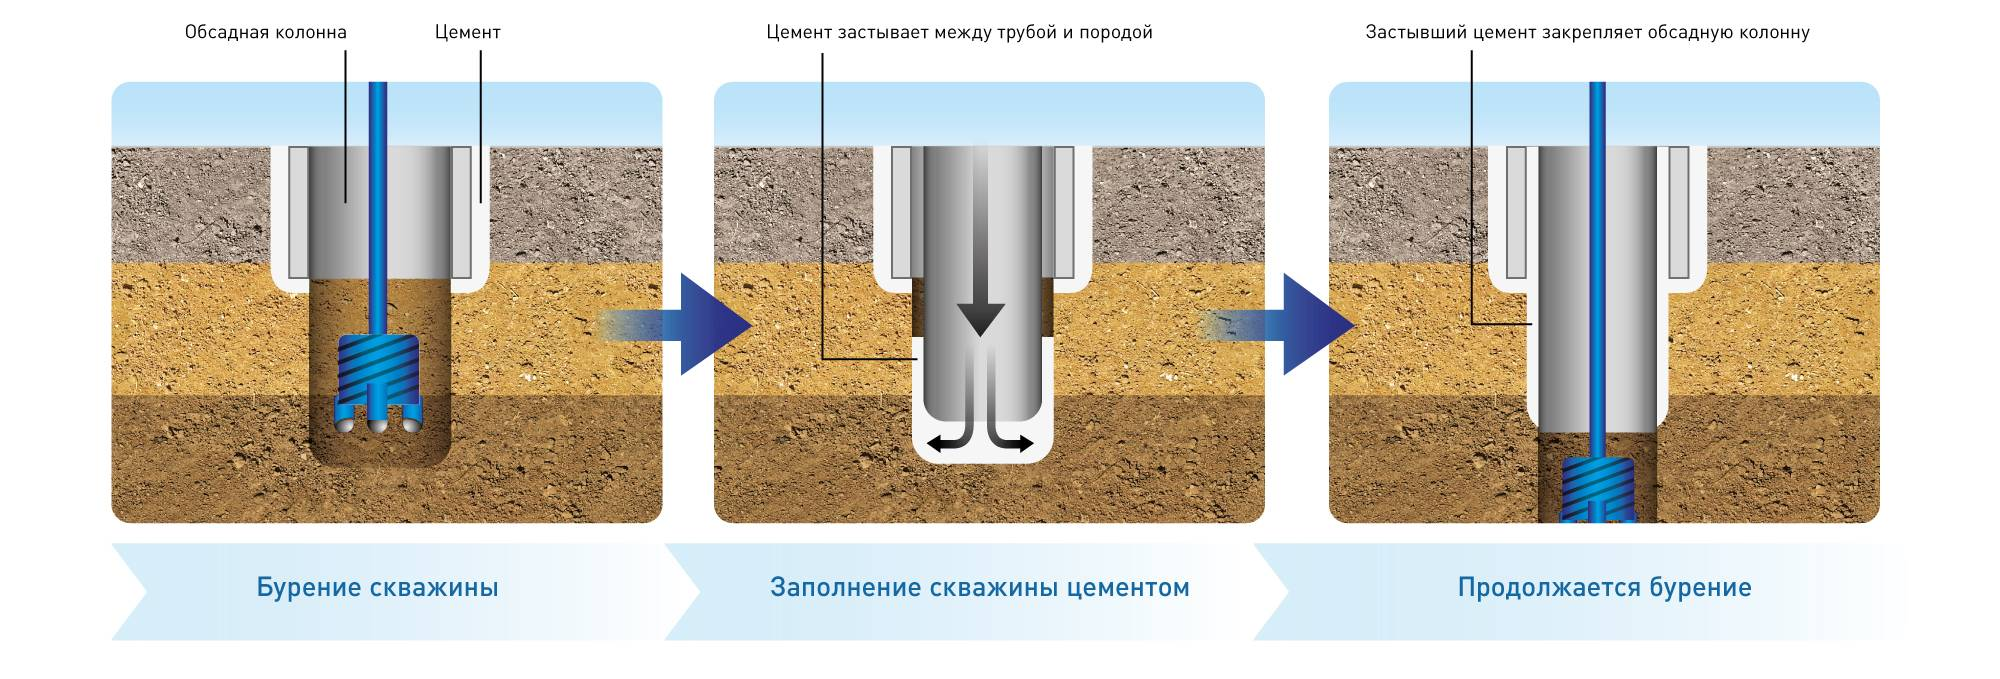 Обсадная колонна
Цемент
Цемент застывает между трубой и породой
Застывший цемент закрепляет обсадную колонну
Бурение скважины
Заполнение скважины цементом
Продолжается бурение